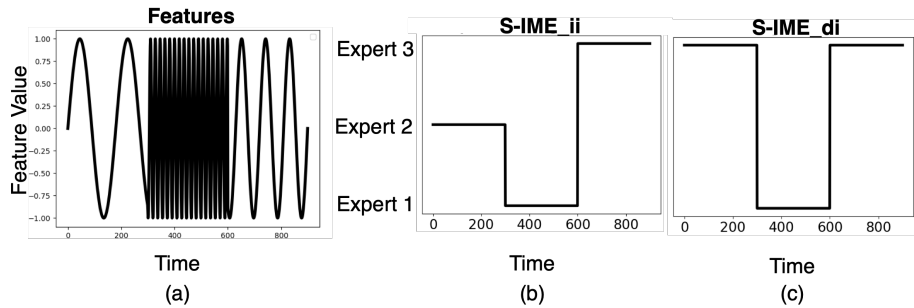 Features
S-IME_ii
S-IME_di
Feature Value
1.00
0.75
0.50
0.25
0.00
−0.25
−0.50
−0.75
−1.00
0
200
400
600
800
Time
(a)
Expert 3
Expert 2
Expert 1
0
200
400
600
800
Time
(b)
0
200
400
600
800
Time
(c)